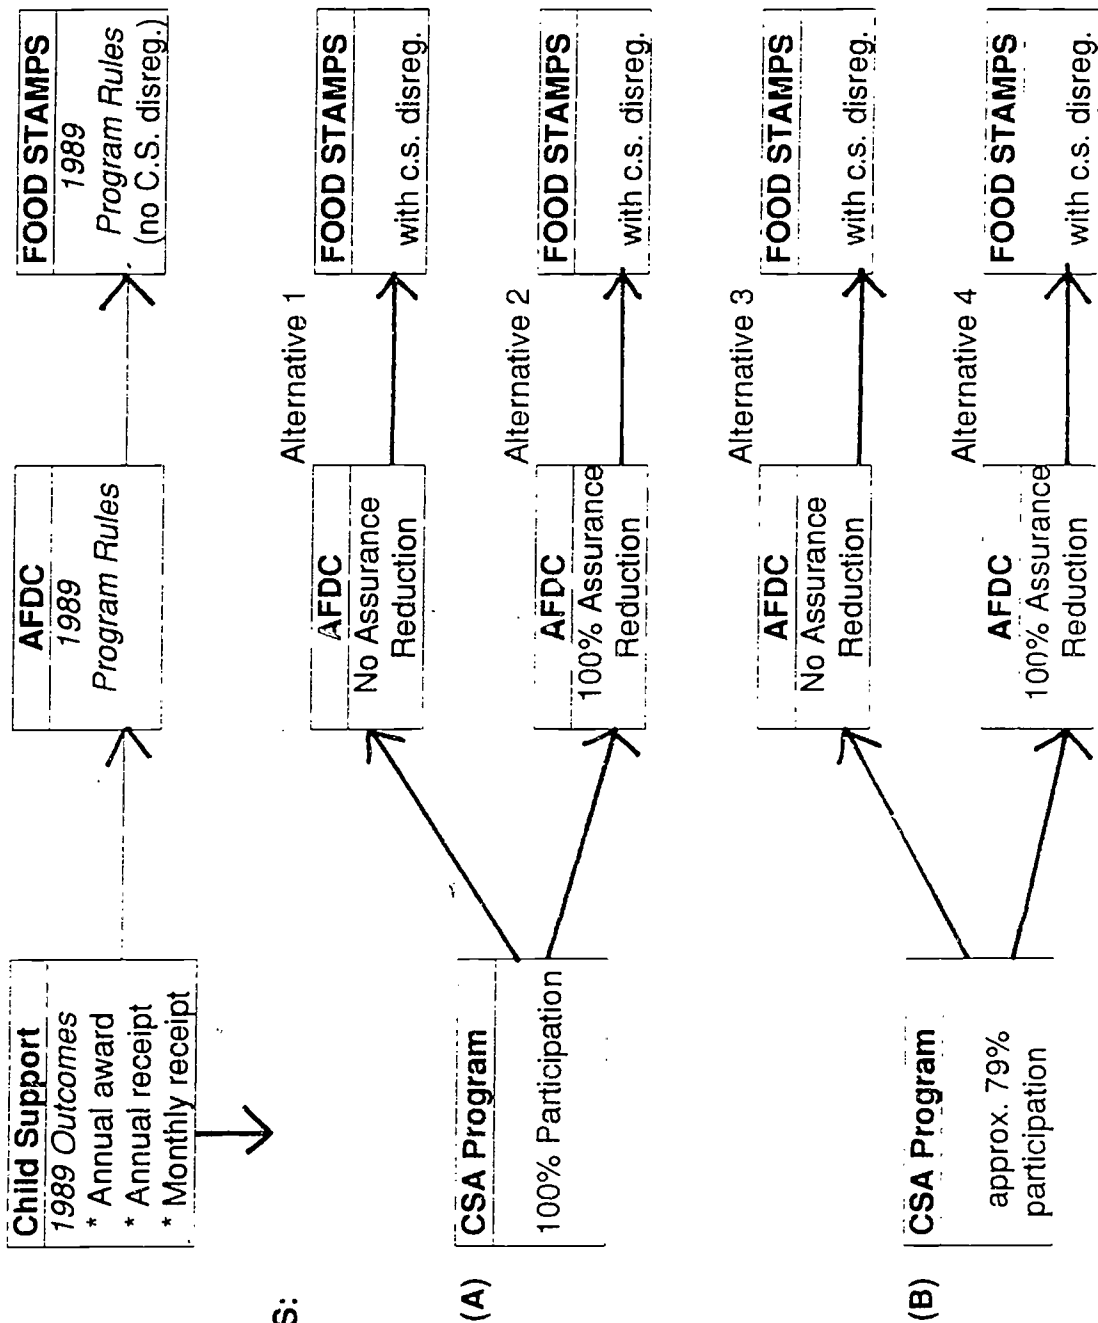 Child Support
1989 Outcomes
* Annual award
* Annual receipt
* Monthly receipt
AFDC
1989
Program Rules
FOOD STAMPS
1989
Program Rules
(no C.S. disreg.)
S:
(A)
CSA Program
100% Participation
AFDC
No Assurance
Reduction
Alternative 1
FOOD STAMPS
with c.s. disreg.
AFDC
100% Assurance
Reduction
Alternative 2
FOOD STAMPS
with c.s. disreg.
(B)
CSA Program
approx. 79%
participation
AFDC
No Assurance
Reduction
Alternative 3
FOOD STAMPS
with c.s. disreg.
AFDC
100% Assurance
Reduction
Alternative 4
FOOD STAMPS
with c.s. disreg.